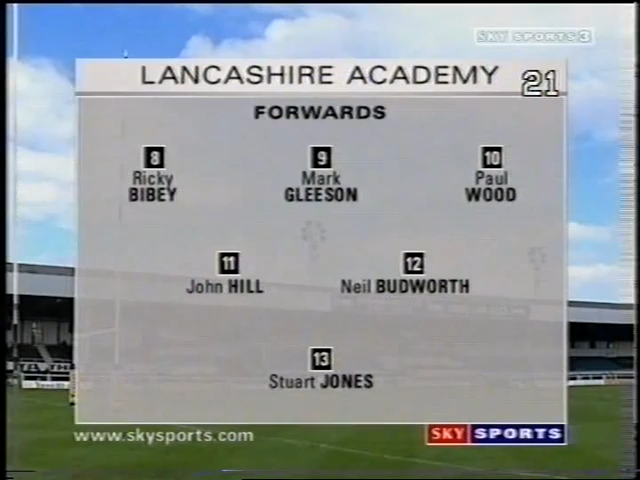 SKY SPORTS 3
LANCASHIRE ACADEMY 21
FORWARDS
8 9 10
Ricky Mark Paul
BIBEY GLEESON WOOD
11 12
John HILL Neil BUDWORTH
13
Stuart JONES
www.skysports.com SKY SPORTS